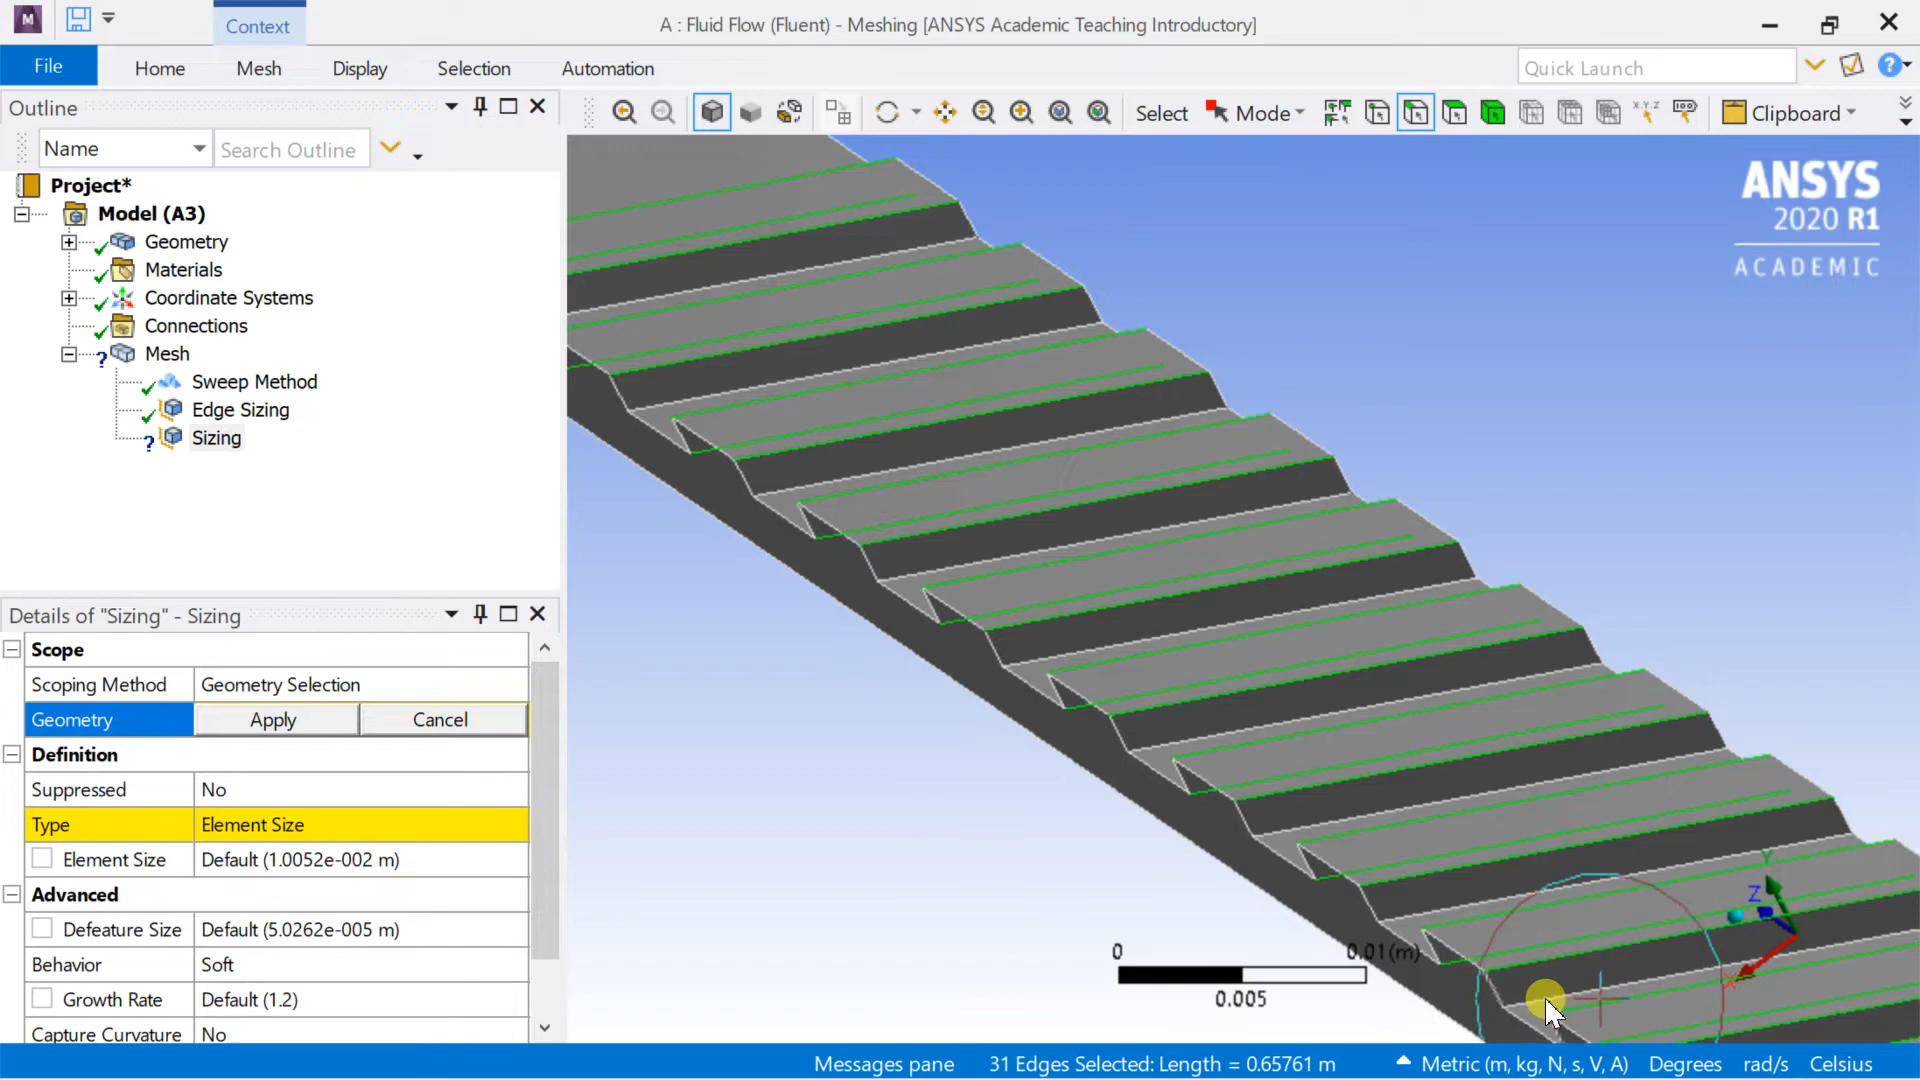 M
Context
A : Fluid Flow (Fluent) - Meshing [ANSYS Academic Teaching Introductory]
File
Home
Mesh
Display
Selection
Automation
Quick Launch
Outline
Name
Search Outline
Select
Mode
Clipboard
Project*
Model (A3)
Geometry
Materials
Coordinate Systems
Connections
Mesh
Sweep Method
Edge Sizing
Sizing
ANSYS
2020 R1
ACADEMIC
Details of "Sizing" - Sizing
Scope
Scoping Method Geometry Selection
Geometry Apply Cancel
Definition
Suppressed No
Type Element Size
Element Size Default (1.0052e-002 m)
Advanced
Defeature Size Default (5.0262e-005 m)
Behavior Soft
Growth Rate Default (1.2)
Capture Curvature No
0 0.01(m)
0.005
Y
Z
X
Messages pane
31 Edges Selected: Length = 0.65761 m
Metric (m, kg, N, s, V, A)
Degrees
rad/s
Celsius